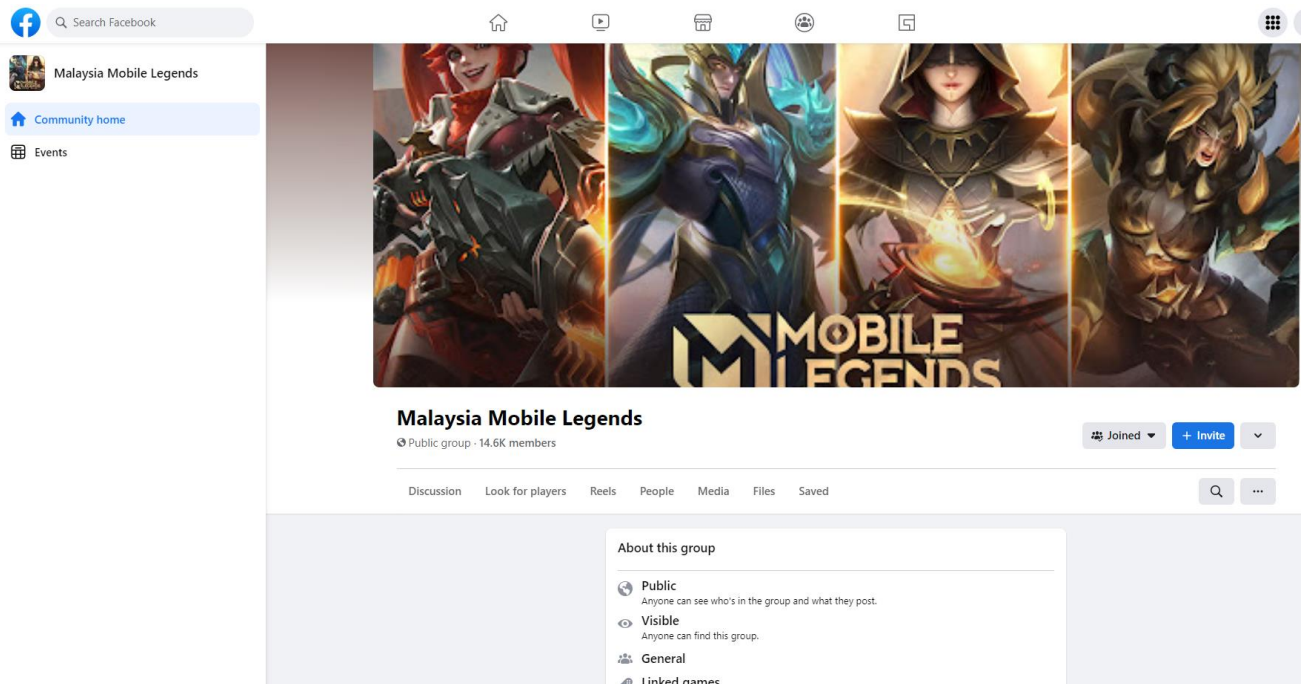 Search Facebook
Malaysia Mobile Legends
Community home
Events
MOBILE
LEGENDS
Malaysia Mobile Legends
Public group · 14.6K members
Joined
+ Invite
Discussion Look for players Reels People Media Files Saved
About this group
Public
Anyone can see who's in the group and what they post.
Visible
Anyone can find this group.
General
Linked games